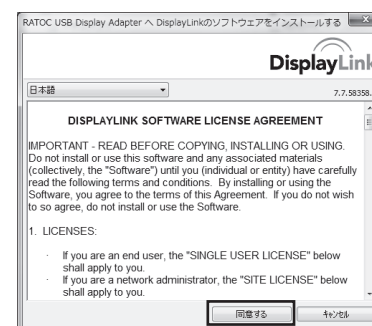 RATOC USB Display Adapter へ DisplayLinkのソフトウェアをインストールする
DisplayLink
日本語
7.7.58358.
DISPLAYLINK SOFTWARE LICENSE AGREEMENT
IMPORTANT - READ BEFORE COPYING, INSTALLING OR USING.
Do not install or use this software and any associated materials
(collectively, the "Software") until you (individual or entity) have carefully
read the following terms and conditions. By installing or using the
Software, you agree to the terms of this Agreement. If you do not wish
to so agree, do not install or use the Software.
1. LICENSES:
· If you are an end user, the "SINGLE USER LICENSE" below
shall apply to you.
· If you are a network administrator, the "SITE LICENSE" below
shall apply to you.
同意する
キャンセル